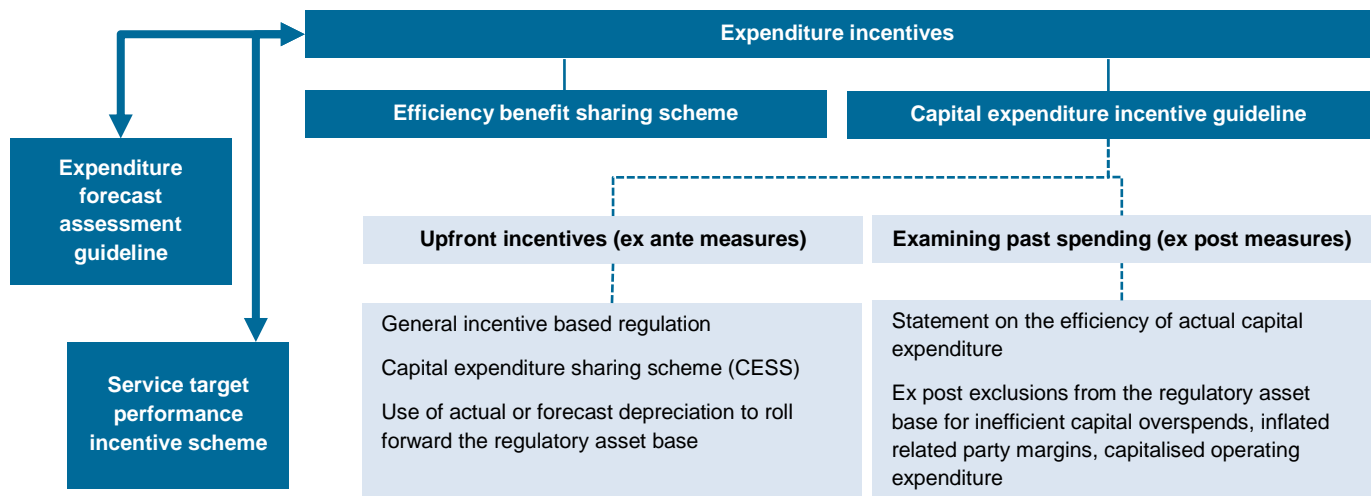 Expenditure incentives
Efficiency benefit sharing scheme
Capital expenditure incentive guideline
Expenditure
forecast
assessment
guideline
Service target
performance
incentive scheme
Upfront incentives (ex ante measures)
General incentive based regulation
Capital expenditure sharing scheme (CESS)
Use of actual or forecast depreciation to roll
forward the regulatory asset base
Examining past spending (ex post measures)
Statement on the efficiency of actual capital
expenditure
Ex post exclusions from the regulatory asset
base for inefficient capital overspends, inflated
related party margins, capitalised operating
expenditure